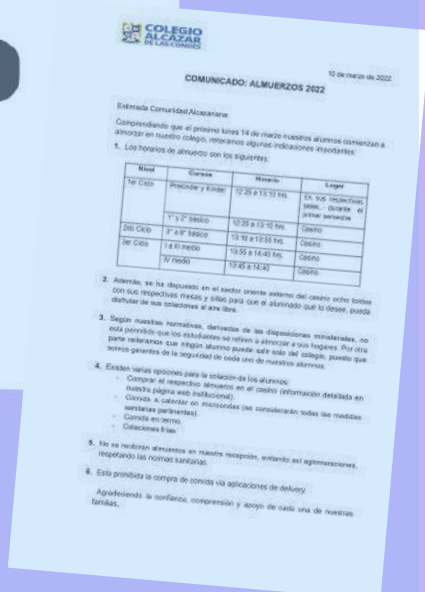 COLEGIO
ALCAZAR
DE LAS CONDES
10 de marzo de 2022
COMUNICADO: ALMUERZOS 2022
Estimada Comunidad Alcazariana:
Comprendiendo que el próximo lunes 14 de marzo nuestros alumnos comienzan a
almorzar en nuestro colegio, reiteramos algunas indicaciones importantes:
1. Los horarios de almuerzo son los siguientes:
Nivel Cursos Horario Lugar
1er Ciclo Prekínder y Kínder 12:25 a 13:10 hrs. En sus respectivas
salas, durante el
primer semestre
1° y 2° básico 12:25 a 13:10 hrs. Casino
2do Ciclo 3° a 8° básico 13:10 a 13:55 hrs. Casino
3er Ciclo I a III medio 13:55 a 14:40 hrs. Casino
IV medio 13:45 a 14:40 Casino
2. Además, se ha dispuesto en el sector oriente externo del casino ocho toldos
con sus respectivas mesas y sillas para que el alumnado que lo desee, pueda
disfrutar de sus colaciones al aire libre.
3. Según nuestras normativas, derivadas de las disposiciones ministeriales, no
está permitido que los estudiantes se retiren a almorzar a sus hogares. Por otra
parte reiteramos que ningún alumno puede salir solo del colegio, puesto que
somos garantes de la seguridad de cada uno de nuestros alumnos.
4. Existen varias opciones para la colación de los alumnos:
- Comprar el respectivo almuerzo en el casino (información detallada en
nuestra página web institucional).
- Comida a calentar en microondas (se considerarán todas las medidas
sanitarias pertinentes).
- Comida en termo
- Colaciones frías
5. No se recibirán almuerzos en nuestra recepción, evitando así aglomeraciones,
respetando las normas sanitarias.
6. Está prohibida la compra de comida vía aplicaciones de delivery.
Agradeciendo la confianza, comprensión y apoyo de cada una de nuestras
familias,